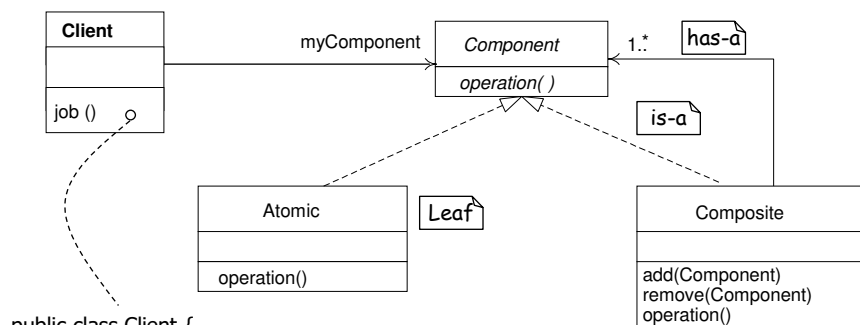 Client
job ()
myComponent
Component
operation( )
1..*
has-a
is-a
Atomic
operation()
Leaf
Composite
add(Component)
remove(Component)
operation()
public class Client {